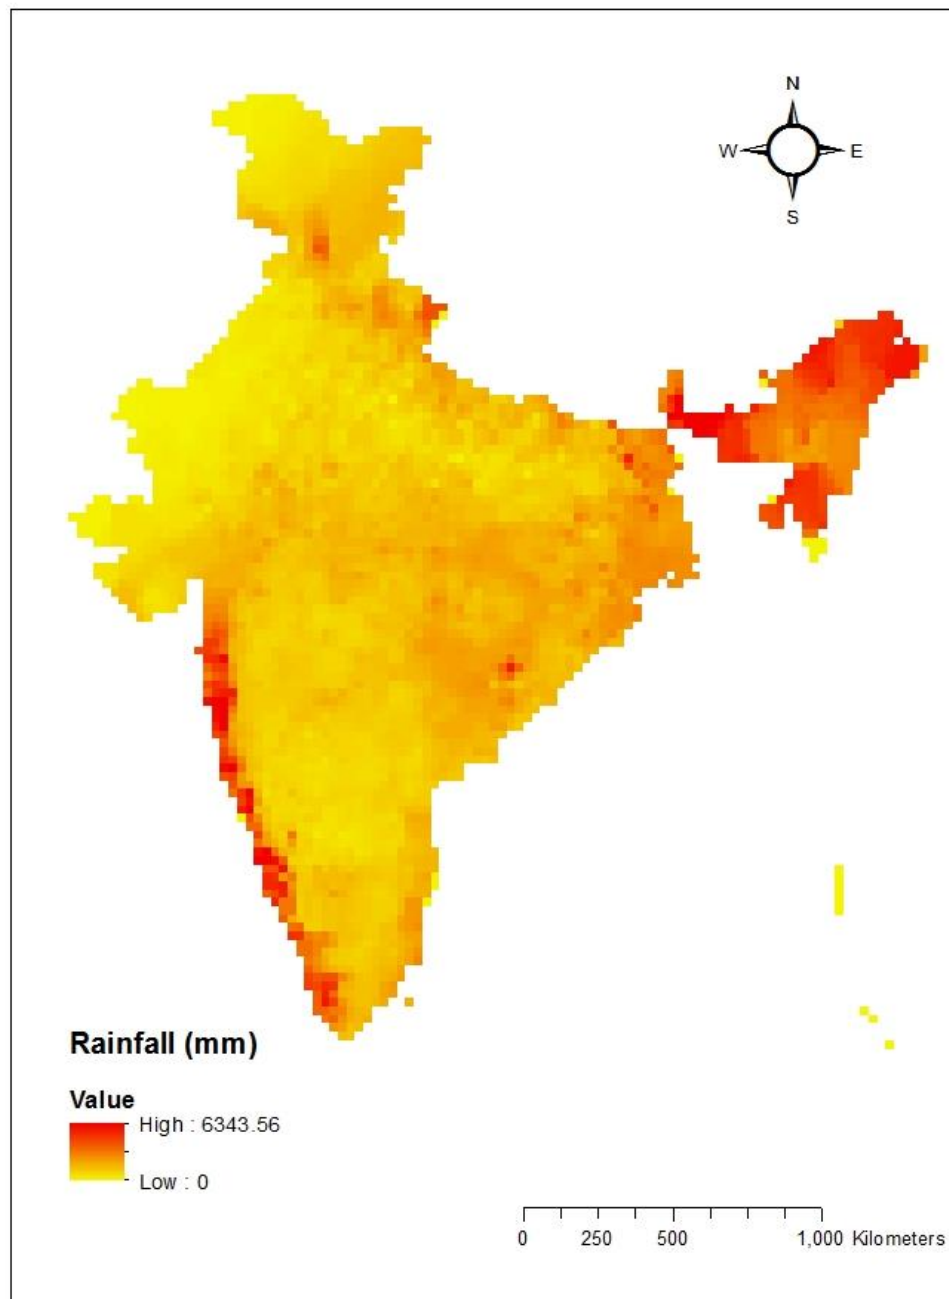 N
W E
S
Rainfall (mm)
Value
High : 6343.56
Low : 0
0 250 500 1,000 Kilometers